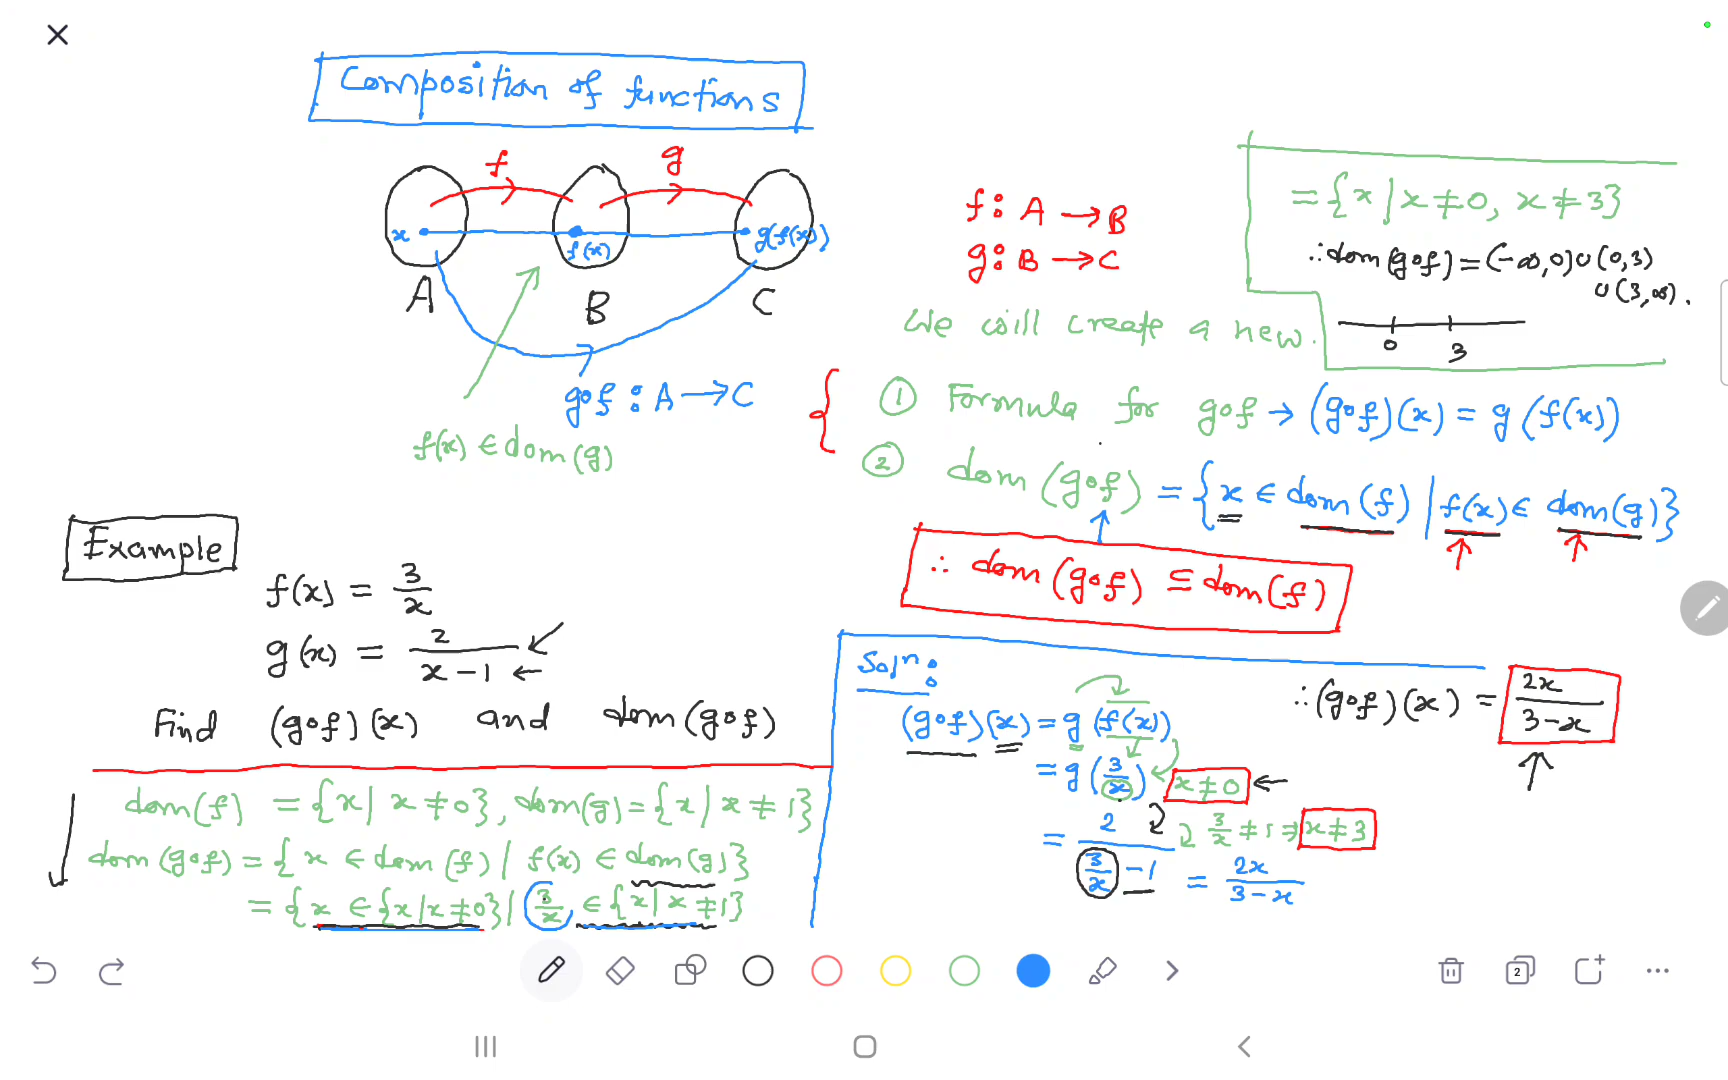 Composition of functions
f g
x f(x) g(f(x))
A B C
g∘f : A → C
f(x) ∈ dom(g)
f : A → B
g : B → C
We will create a new.
① Formula for g∘f → (g∘f)(x) = g(f(x))
② dom(g∘f) = {x ∈ dom(f) | f(x) ∈ dom(g)}
∴ dom(g∘f) ⊆ dom(f)
= {x | x ≠ 0, x ≠ 3}
∴ dom(g∘f) = (-∞, 0) ∪ (0, 3)
∪ (3, ∞).
0 3
Example
f(x) = 3/x
g(x) = 2/(x-1)
Find (g∘f)(x) and dom(g∘f)
dom(f) = {x | x ≠ 0}, dom(g) = {x | x ≠ 1}
dom(g∘f) = {x ∈ dom(f) | f(x) ∈ dom(g)}
= {x ∈ {x | x ≠ 0} | 3/x ∈ {x | x ≠ 1}
Soln:
(g∘f)(x) = g(f(x))
= g(3/x) x ≠ 0
= 2/(3/x - 1) 3/x ≠ 1 ⇒ x ≠ 3
= 2x/(3-x)
∴ (g∘f)(x) = 2x/(3-x)
2